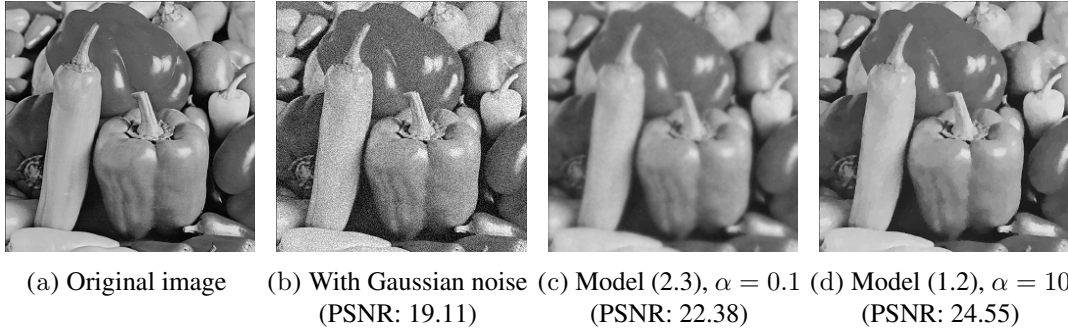 (a) Original image (b) With Gaussian noise (c) Model (2.3), α = 0.1 (d) Model (1.2), α = 10
(PSNR: 19.11) (PSNR: 22.38) (PSNR: 24.55)